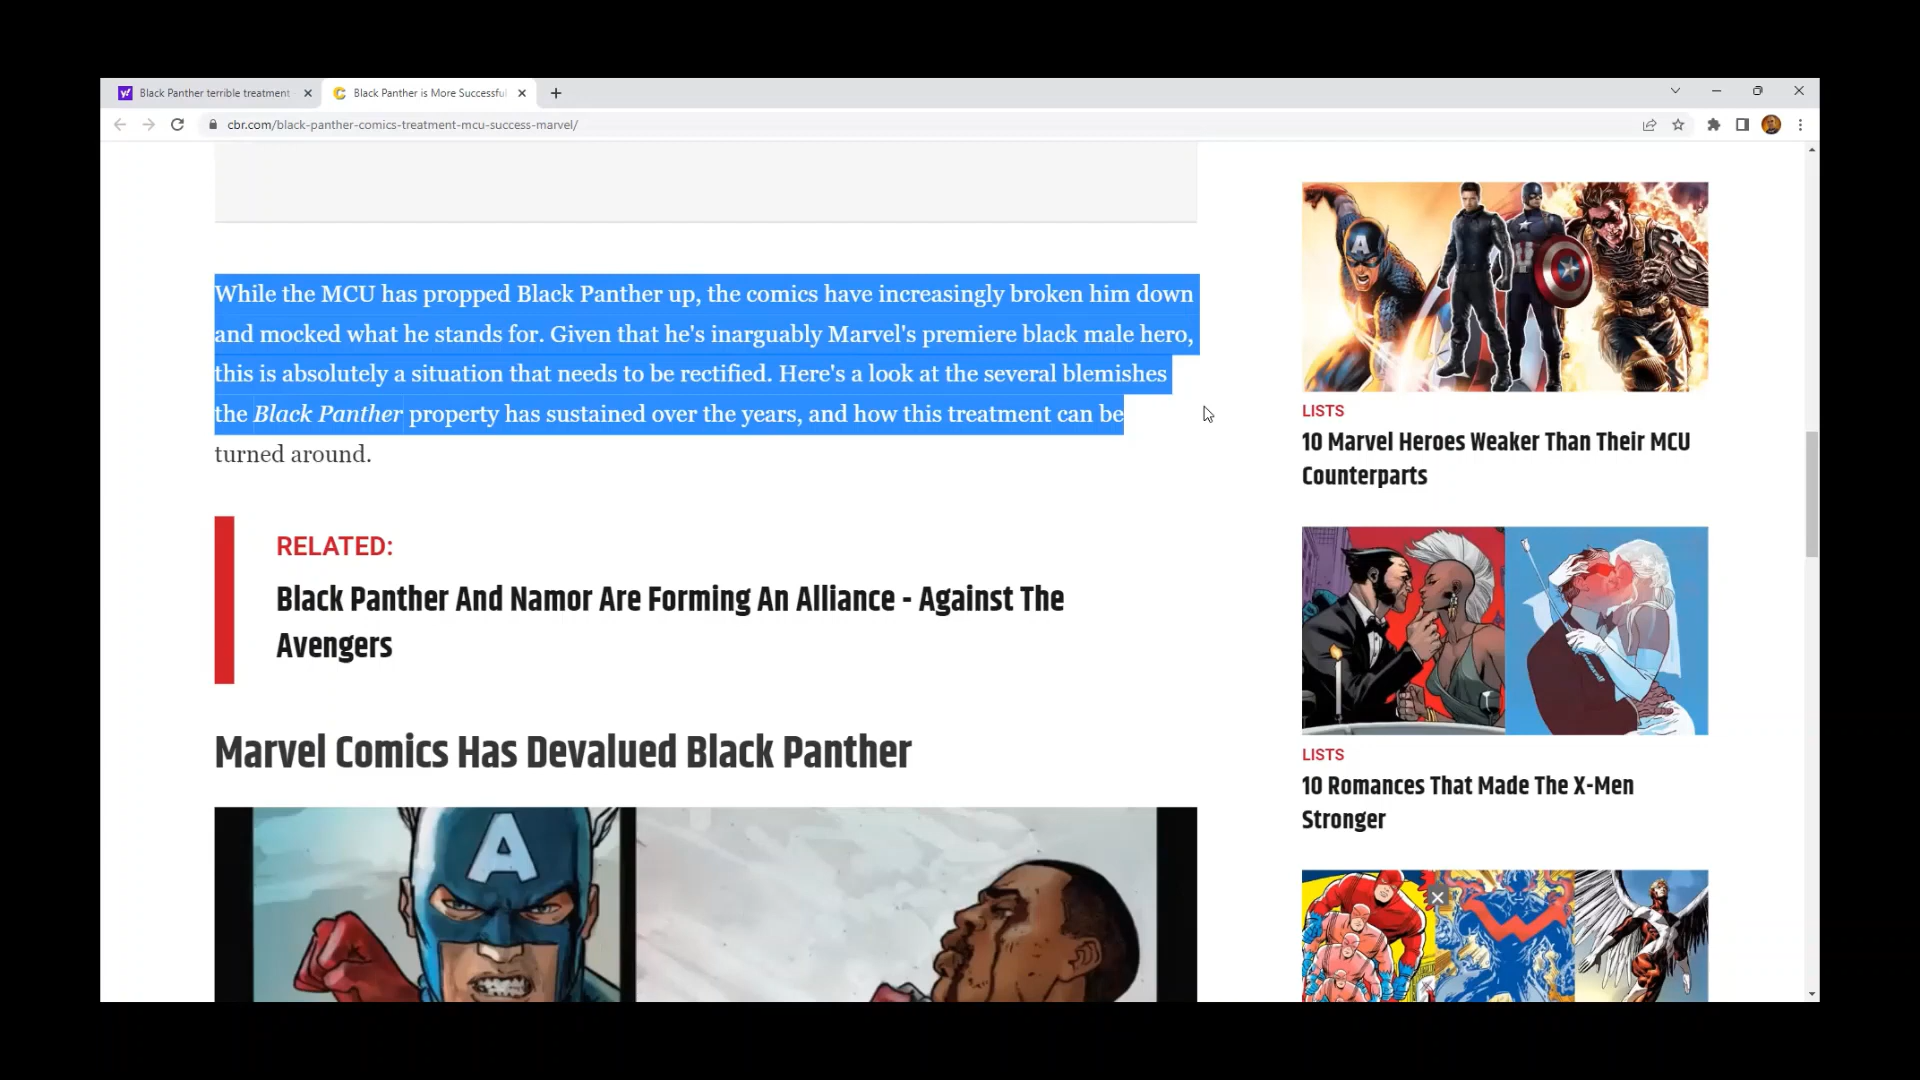 Black Panther terrible treatment
Black Panther is More Successful
cbr.com/black-panther-comics-treatment-mcu-success-marvel/
While the MCU has propped Black Panther up, the comics have increasingly broken him down
and mocked what he stands for. Given that he's inarguably Marvel's premiere black male hero,
this is absolutely a situation that needs to be rectified. Here's a look at the several blemishes
the Black Panther property has sustained over the years, and how this treatment can be
turned around.
RELATED:
Black Panther And Namor Are Forming An Alliance - Against The
Avengers
Marvel Comics Has Devalued Black Panther
A
LISTS
10 Marvel Heroes Weaker Than Their MCU
Counterparts
LISTS
10 Romances That Made The X-Men
Stronger